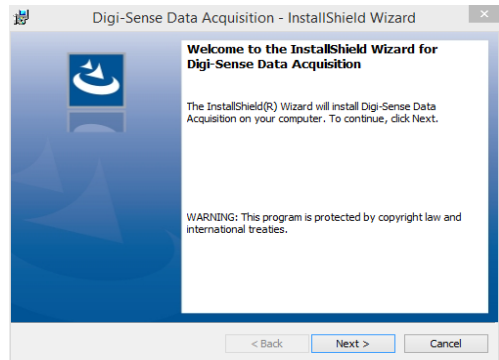 Digi-Sense Data Acquisition - InstallShield Wizard
Welcome to the InstallShield Wizard for
Digi-Sense Data Acquisition
The InstallShield(R) Wizard will install Digi-Sense Data
Acquisition on your computer. To continue, click Next.
WARNING: This program is protected by copyright law and
international treaties.
< Back Next > Cancel